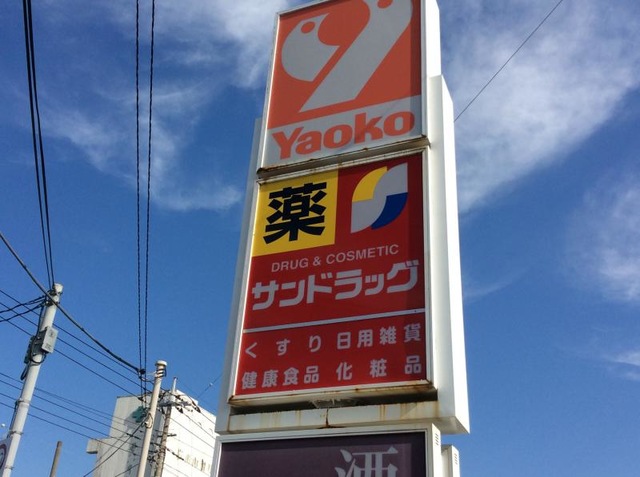 Yaoko
薬
DRUG & COSMETIC
サンドラッグ
くすり 日用雑貨
健康食品 化粧品
酒